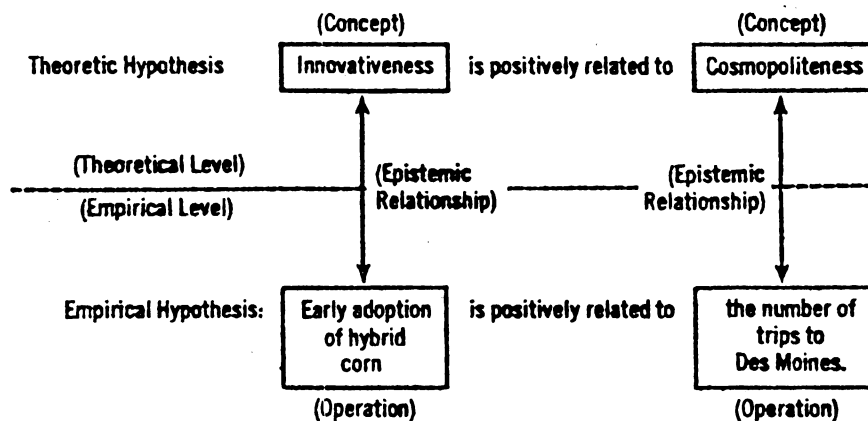 (Concept) (Concept)
Theoretic Hypothesis Innovativeness is positively related to Cosmopoliteness
(Theoretical Level)
(Epistemic Relationship)
(Epistemic Relationship)
(Empirical Level)
Empirical Hypothesis:
Early adoption
of hybrid
corn
is positively related to
the number of
trips to
Des Moines.
(Operation) (Operation)